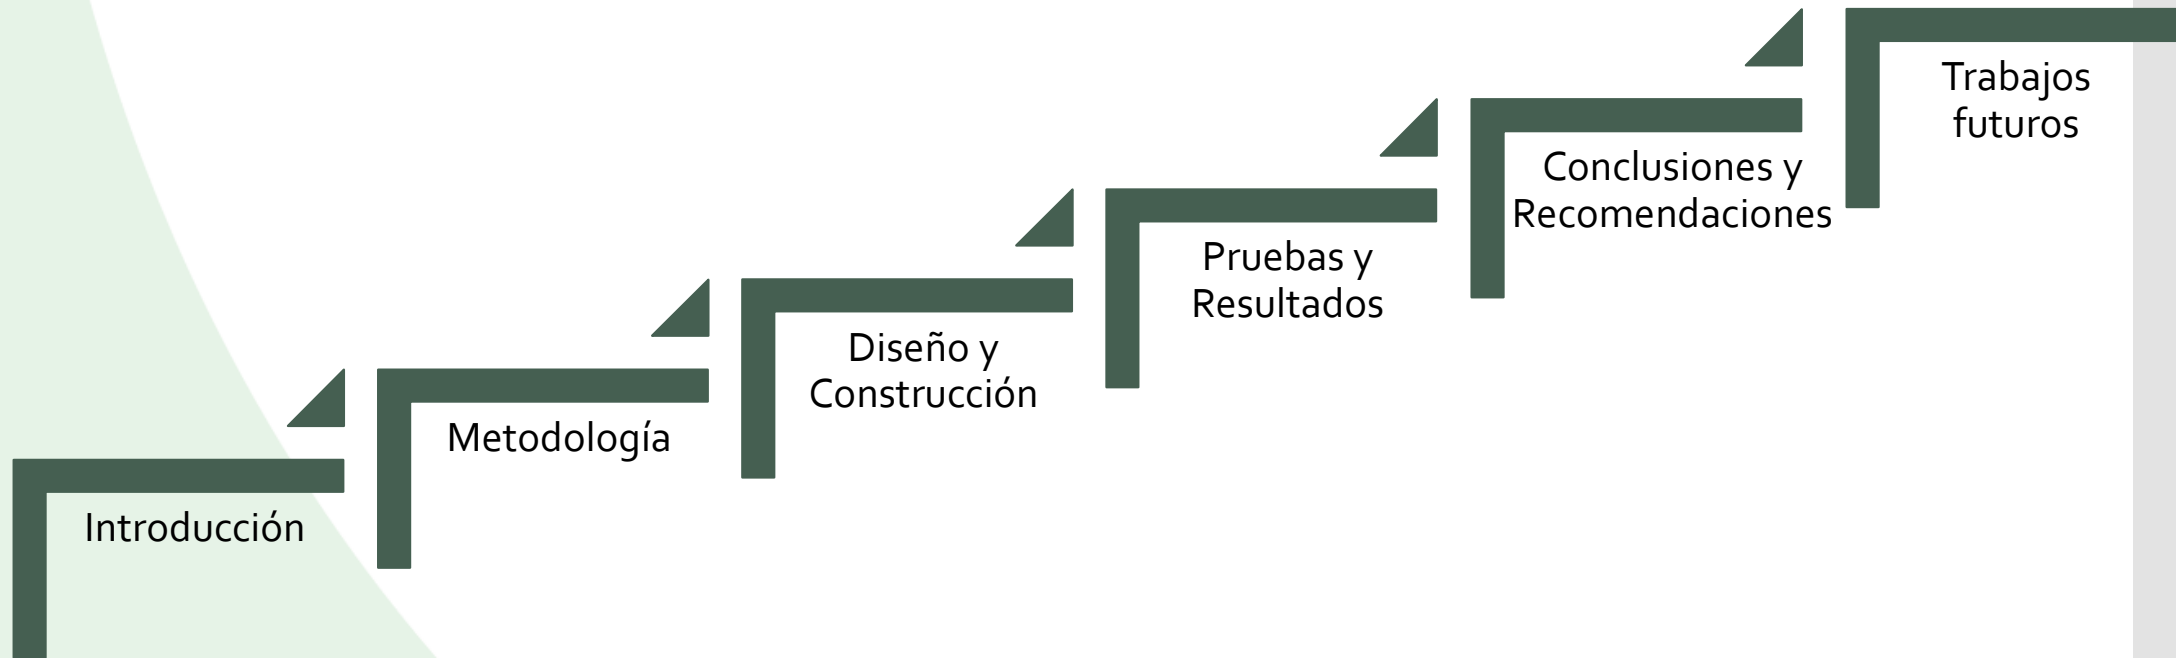 Introducción
Metodología
Diseño y
Construcción
Pruebas y
Resultados
Conclusiones y
Recomendaciones
Trabajos
futuros